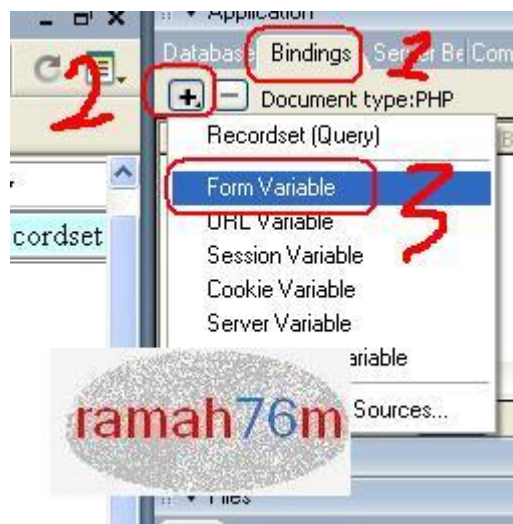 Application
Database Bindings Server Be Com
1
2
Document type:PHP
Recordset (Query)
Form Variable
3
URL Variable
cordset
Session Variable
Cookie Variable
Server Variable
ariable
ramah76m
Sources...
Files